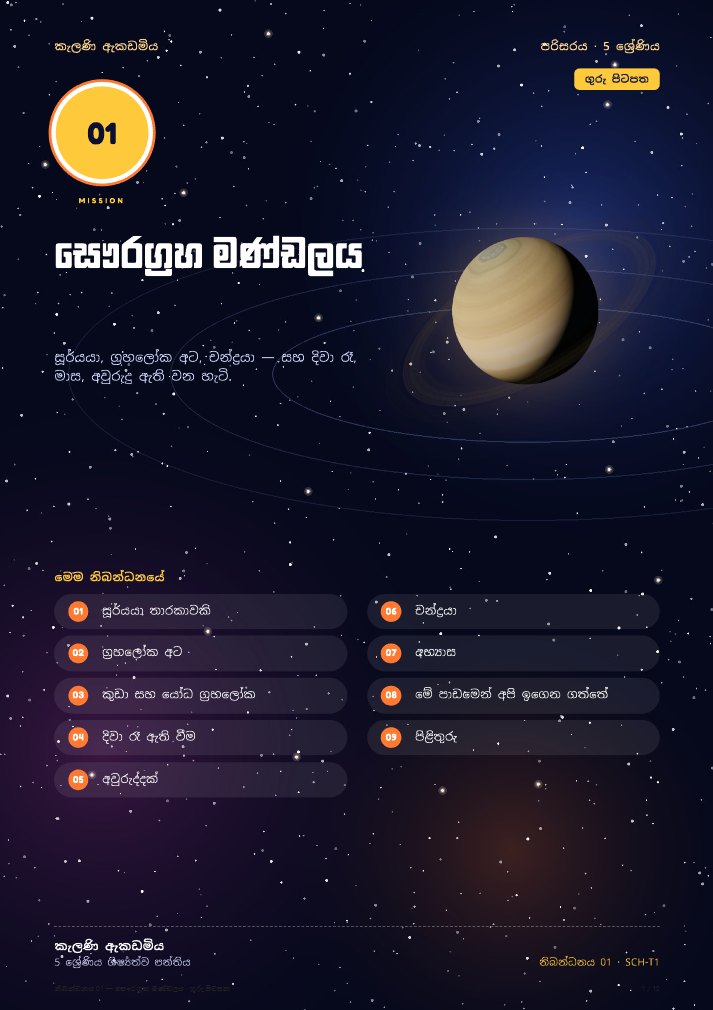 කැලණි ඇකඩමිය
පරිසරය · 5 ශ්‍රේණිය
ගුරු පිටපත
01
MISSION
සෞරග්‍රහ මණ්ඩලය
සූර්යයා, ග්‍රහලෝක අට, චන්ද්‍රයා — සහ දිවා රෑ,
මාස, අවුරුදු ඇති වන හැටි.
මෙම නිබන්ධනයේ
01 සූර්යයා තාරකාවකි
02 ග්‍රහලෝක අට
03 කුඩා සහ යෝධ ග්‍රහලෝක
04 දිවා රෑ ඇති වීම
05 අවුරුද්දක්
06 චන්ද්‍රයා
07 අභ්‍යාස
08 මේ පාඩමෙන් අපි ඉගෙන ගත්තේ
09 පිළිතුරු
කැලණි ඇකඩමිය
5 ශ්‍රේණිය ශිෂ්‍යත්ව පන්තිය
නිබන්ධනය 01 · SCH-T1